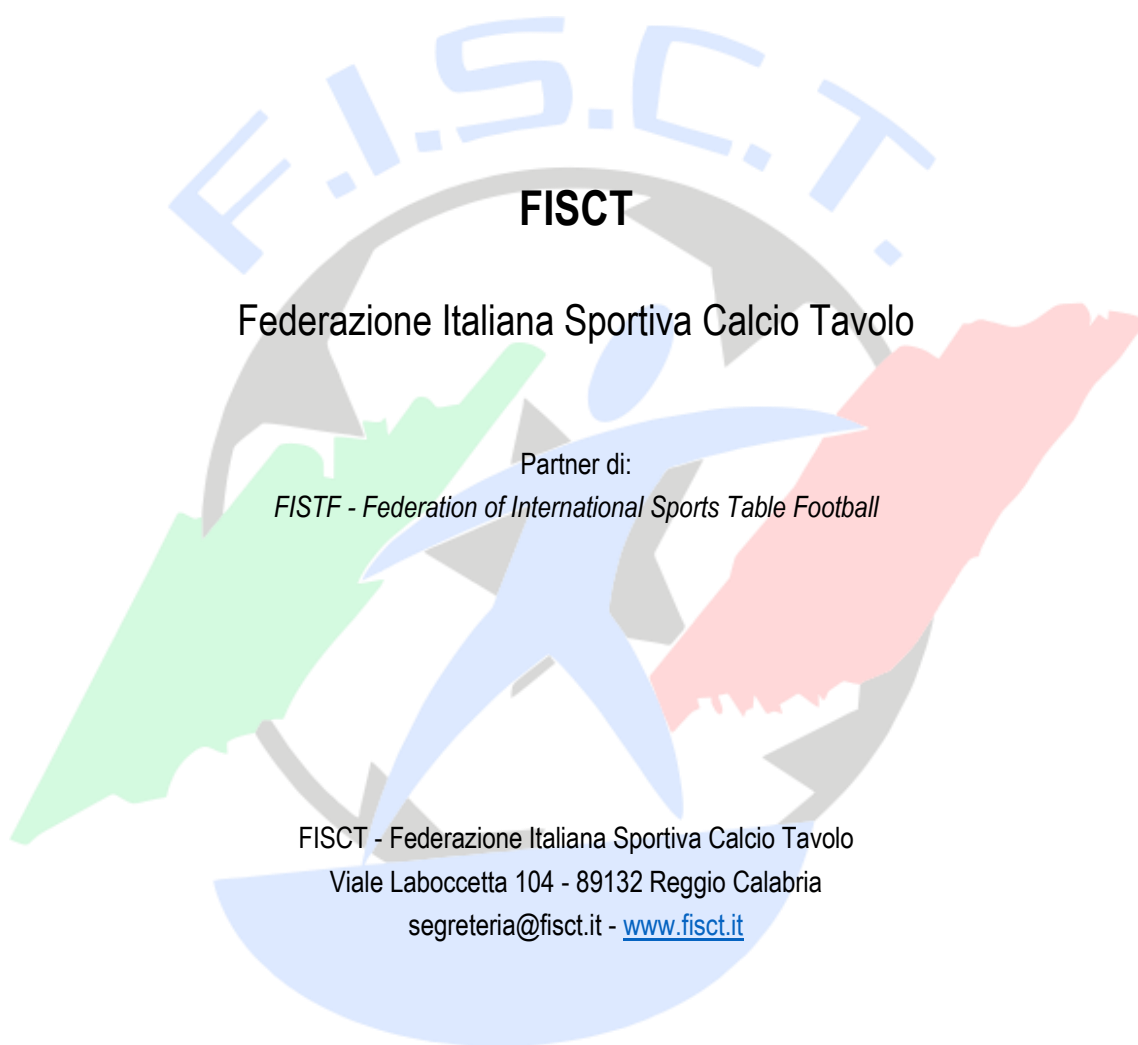 F.I.S.C.T.
FISCT
Federazione Italiana Sportiva Calcio Tavolo
Partner di:
FISTF - Federation of International Sports Table Football
FISCT - Federazione Italiana Sportiva Calcio Tavolo
Viale Laboccetta 104 - 89132 Reggio Calabria
segreteria@fisct.it - www.fisct.it